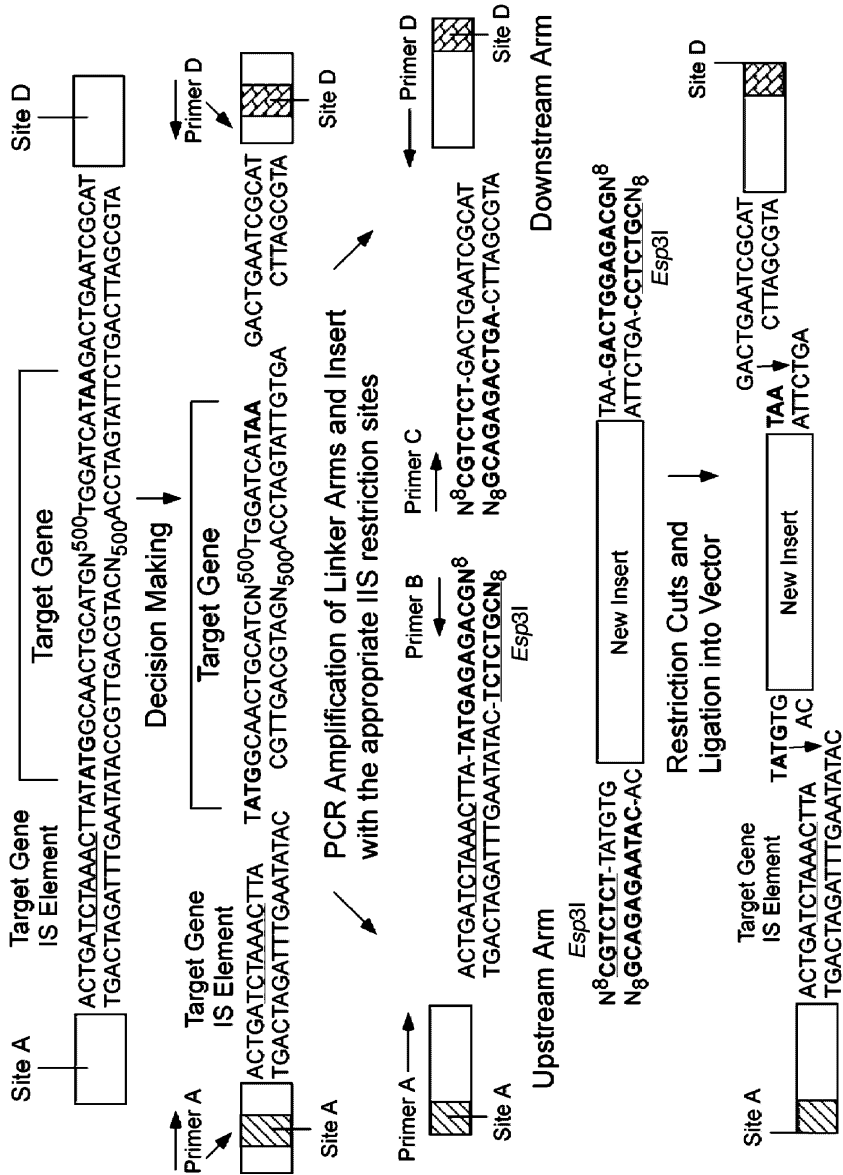 Site A
Target Gene
IS Element
Target Gene
Site D
ACTGATCTAAACTTATATGGCAACTGCATGN500TGGATCATAAGACTGAATCGCAT
TGACTAGATTTGAATATACCGTTGACGTACN500ACCTAGTATTCTGACTTAGCGTA
Decision Making
Primer A
Target Gene
IS Element
Target Gene
Primer D
ACTGATCTAAACTTA TATGGCAACTGCATCN500TGGATCATAA GACTGAATCGCAT
TGACTAGATTTGAATATAC CGTTGACGTAGN500ACCTAGTATTGTGA CTTAGCGTA
Site A
Site D
PCR Amplification of Linker Arms and Insert
with the appropriate IIS restriction sites
Primer A
Primer B
Primer C
Primer D
ACTGATCTAAACTTA-TATGAGAGACGN8 N8CGTCTCT-GACTGAATCGCAT
TGACTAGATTTGAATATAC-TCTCTGCN8 N8GCAGAGACTGA-CTTAGCGTA
Site A
Esp3I
Site D
Upstream Arm
Downstream Arm
Esp3I
N8CGTCTCT-TATGTG New Insert TAA-GACTGGAGACGN8
N8GCAGAGAATAC-AC ATTCTGA-CCTCTGCN8
Esp3I
Restriction Cuts and
Ligation into Vector
Site A
Target Gene
IS Element
Site D
TATGTG New Insert TAA GACTGAATCGCAT
AC ATTCTGA CTTAGCGTA
ACTGATCTAAACTTA
TGACTAGATTTGAATATAC